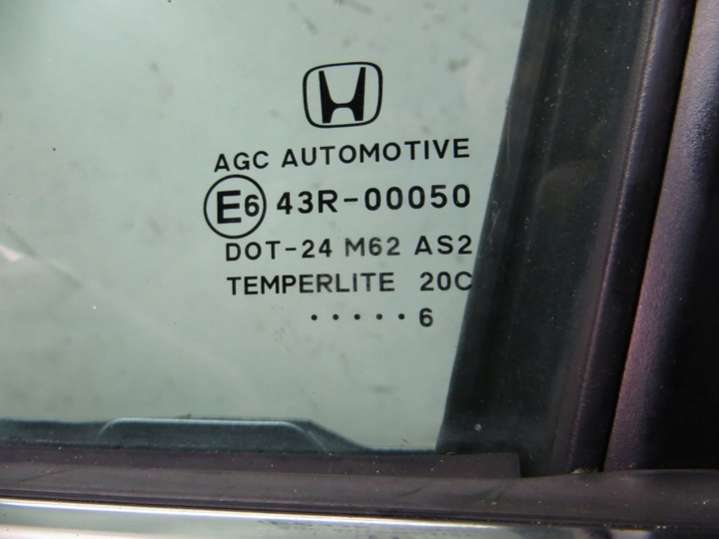 AGC AUTOMOTIVE
E6 43R-00050
DOT-24 M62 AS2
TEMPERLITE 20C
·····6